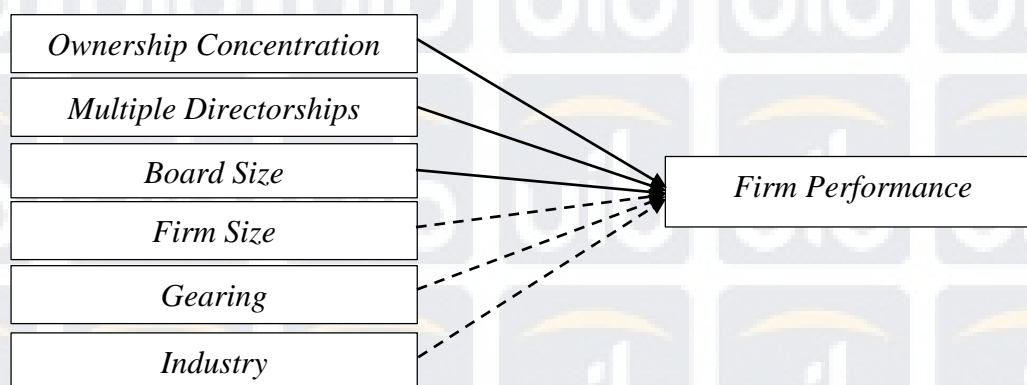 Ownership Concentration
Multiple Directorships
Board Size
Firm Size
Gearing
Industry
Firm Performance